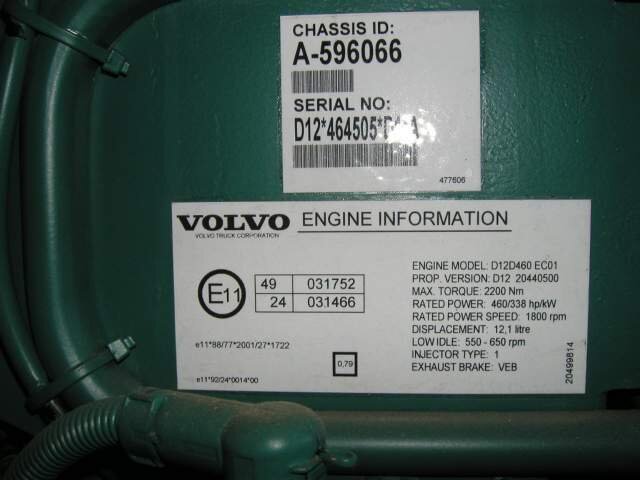 CHASSIS ID:
A-596066
SERIAL NO:
477606
VOLVO ENGINE INFORMATION
VOLVO TRUCK CORPORATION
E11
49 031752
24 031466
e11*88/77*2001/27*1722
e11*92/24*0014*00
0,79
ENGINE MODEL: D12D460 EC01
PROP. VERSION: D12 20440500
MAX. TORQUE: 2200 Nm
RATED POWER: 460/338 hp/kW
RATED POWER SPEED: 1800 rpm
DISPLACEMENT: 12,1 litre
LOW IDLE: 550 - 650 rpm
INJECTOR TYPE: 1
EXHAUST BRAKE: VEB
20499814